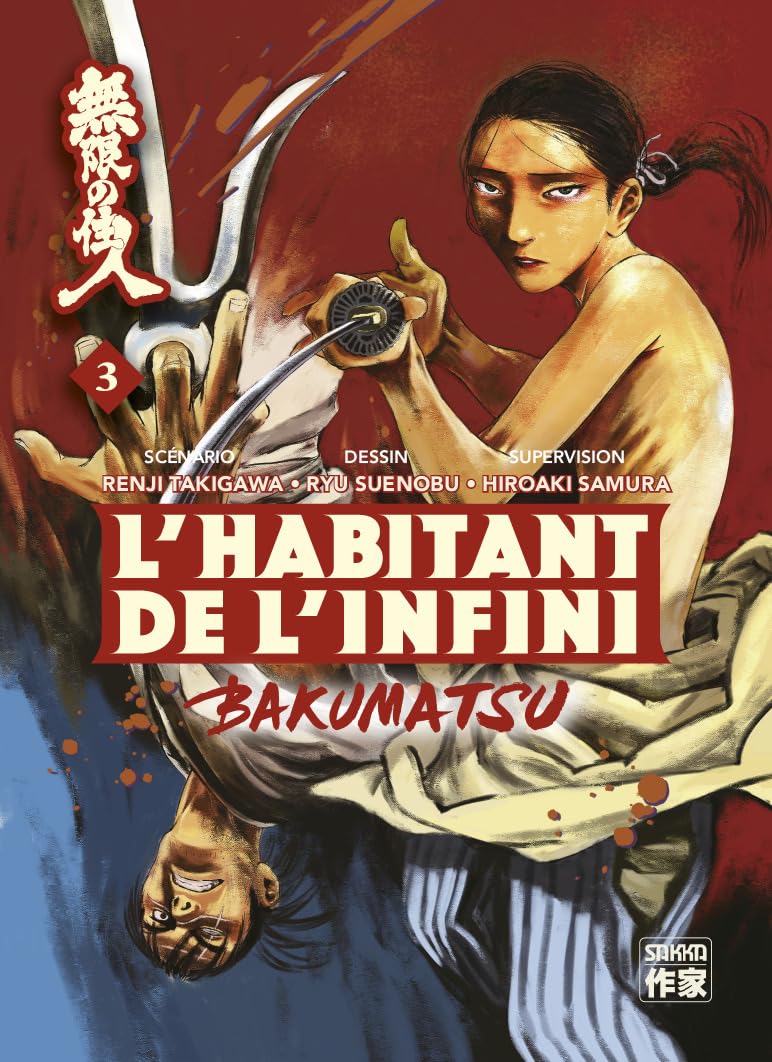 無限の住人
3
SCÉNARIO DESSIN SUPERVISION
RENJI TAKIGAWA • RYU SUENOBU • HIROAKI SAMURA
L'HABITANT
DE L'INFINI
BAKUMATSU
SAKKA
作家